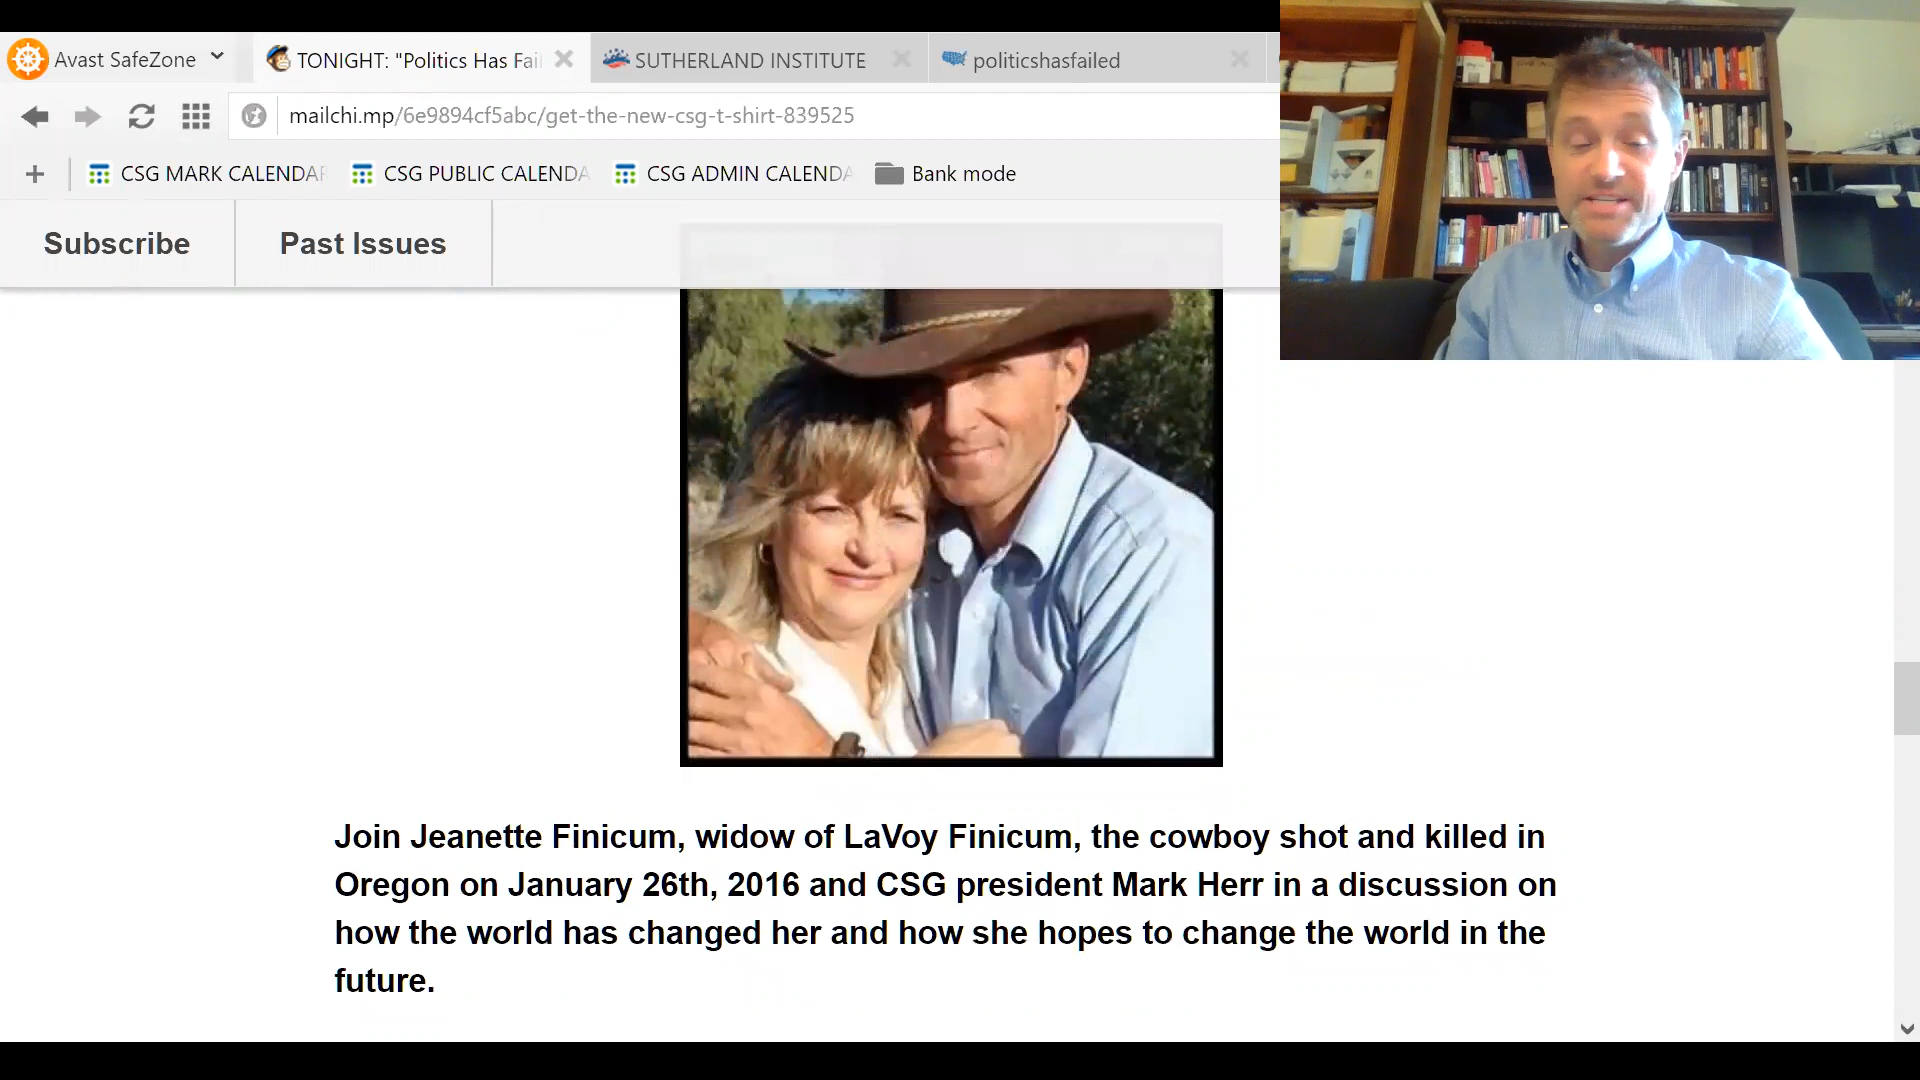 Avast SafeZone
TONIGHT: "Politics Has Fai
SUTHERLAND INSTITUTE
politicshasfailed
mailchi.mp/6e9894cf5abc/get-the-new-csg-t-shirt-839525
CSG MARK CALENDAR
CSG PUBLIC CALENDA
CSG ADMIN CALENDA
Bank mode
Subscribe
Past Issues
Join Jeanette Finicum, widow of LaVoy Finicum, the cowboy shot and killed in
Oregon on January 26th, 2016 and CSG president Mark Herr in a discussion on
how the world has changed her and how she hopes to change the world in the
future.